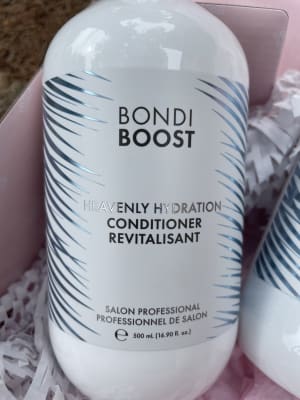 BONDI
BOOST
HEAVENLY HYDRATION
CONDITIONER
REVITALISANT
SALON PROFESSIONAL
PROFESSIONNEL DE SALON
℮ 500 mL (16.90 fl. oz.)